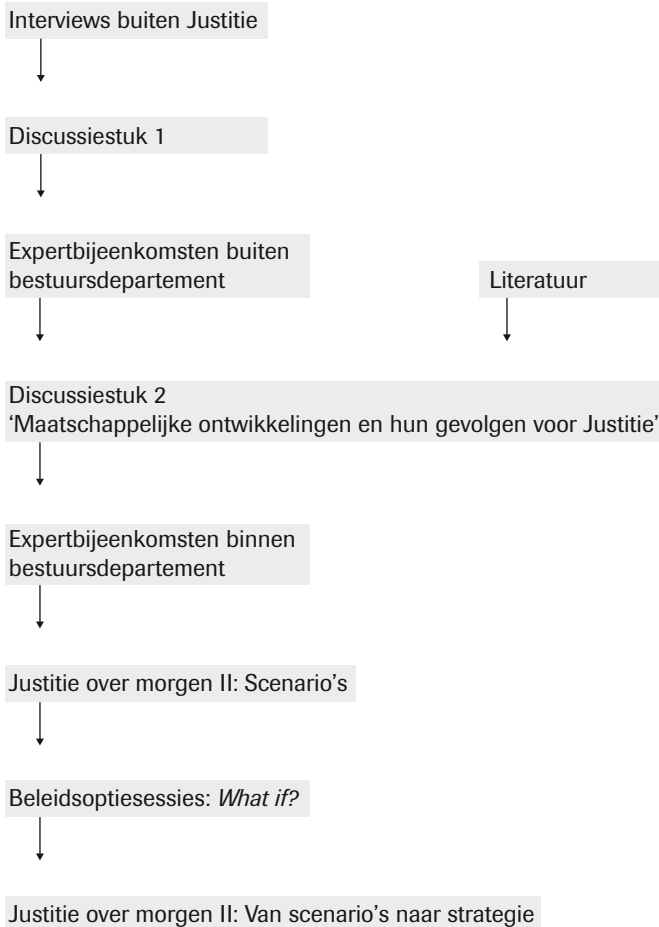 Interviews buiten Justitie
Discussiestuk 1
Expertbijeenkomsten buiten
bestuursdepartement
Literatuur
Discussiestuk 2
‘Maatschappelijke ontwikkelingen en hun gevolgen voor Justitie’
Expertbijeenkomsten binnen
bestuursdepartement
Justitie over morgen II: Scenario’s
Beleidsoptiesessies: What if?
Justitie over morgen II: Van scenario’s naar strategie